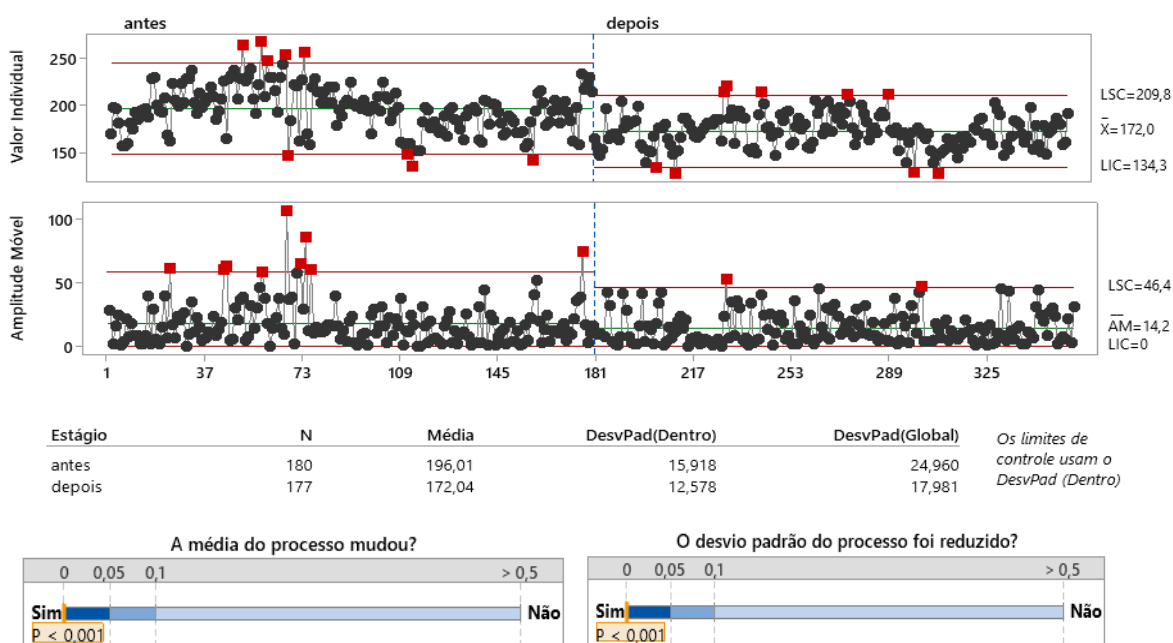 antes depois
Valor Individual
250
200
150
LSC=209,8
X=172,0
LIC=134,3
Amplitude Móvel
100
50
0
LSC=46,4
AM=14,2
LIC=0
1 37 73 109 145 181 217 253 289 325
Estágio N Média DesvPad(Dentro) DesvPad(Global)
antes 180 196,01 15,918 24,960
depois 177 172,04 12,578 17,981
Os limites de
controle usam o
DesvPad (Dentro)
A média do processo mudou?
0 0,05 0,1 > 0,5
Sim Não
P < 0,001
O desvio padrão do processo foi reduzido?
0 0,05 0,1 > 0,5
Sim Não
P < 0,001